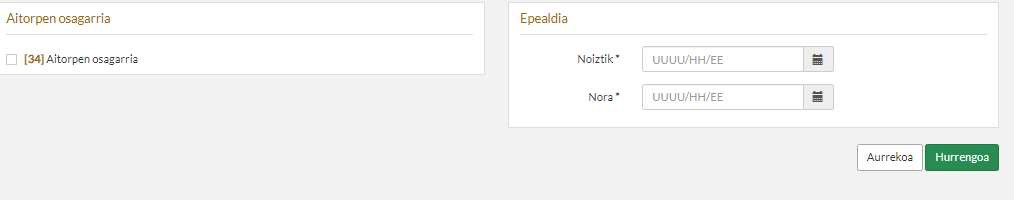 Aitorpen osagarria
[34] Aitorpen osagarria
Epealdia
Noiztik *
UUUU/HH/EE
Nora *
UUUU/HH/EE
Aurrekoa
Hurrengoa